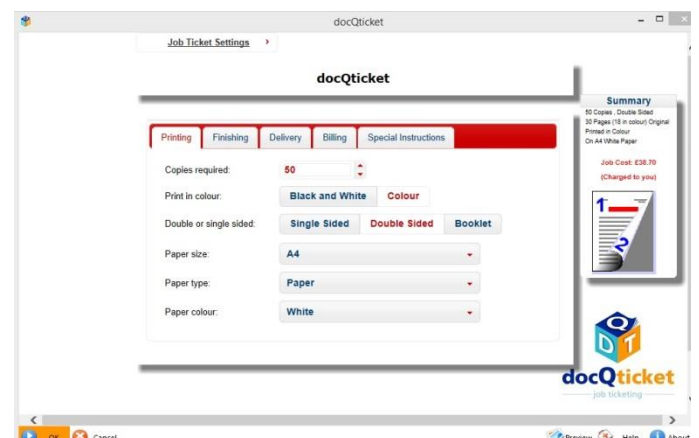 docQticket
Job Ticket Settings >
docQticket
Printing Finishing Delivery Billing Special Instructions
Copies required: 50
Print in colour: Black and White Colour
Double or single sided: Single Sided Double Sided Booklet
Paper size: A4
Paper type: Paper
Paper colour: White
Summary
50 Copies , Double Sided
30 Pages (18 in colour) Original
Printed in Colour
On A4 White Paper
Job Cost: £38.70
(Charged to you)
1
2
Q
D T
docQticket
job ticketing
OK Cancel Preview Help About